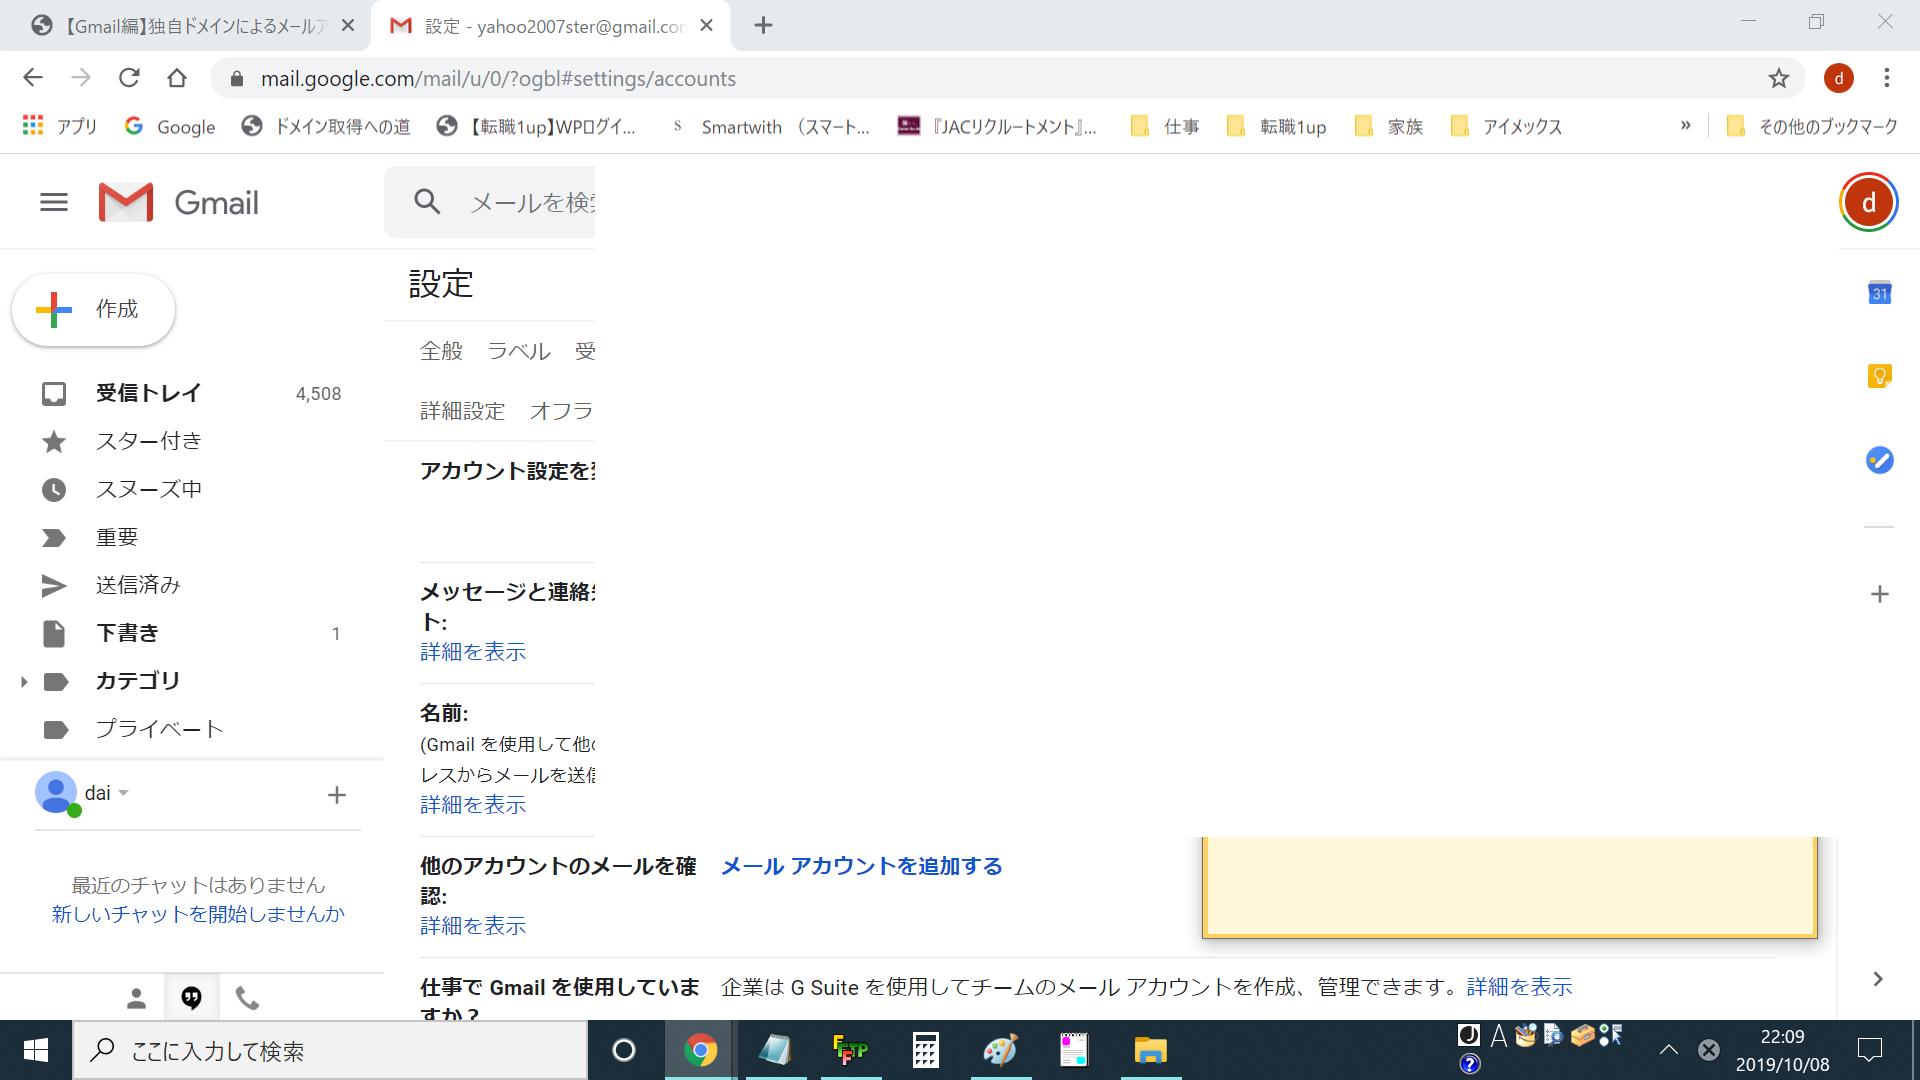 【Gmail編】独自ドメインによるメールア
設定 - yahoo2007ster@gmail.com
mail.google.com/mail/u/0/?ogbl#settings/accounts
d
アプリ
Google
ドメイン取得への道
【転職1up】WPログイ...
S
Smartwith （スマート...
『JACリクルートメント』...
仕事
転職1up
家族
アイメックス
»
その他のブックマーク
Gmail
メールを検
d
設定
作成
31
全般 ラベル 受
詳細設定 オフラ
受信トレイ 4,508
スター付き
スヌーズ中
重要
送信済み
下書き 1
カテゴリ
プライベート
アカウント設定を
メッセージと連絡
ト:
詳細を表示
名前:
(Gmail を使用して他
レスからメールを送信
詳細を表示
他のアカウントのメールを確
認:
詳細を表示
メール アカウントを追加する
仕事で Gmail を使用していま
すか？
企業は G Suite を使用してチームのメール アカウントを作成、管理できます。詳細を表示
dai
最近のチャットはありません
新しいチャットを開始しませんか
ここに入力して検索
FFTP
J
A
?
22:09
2019/10/08